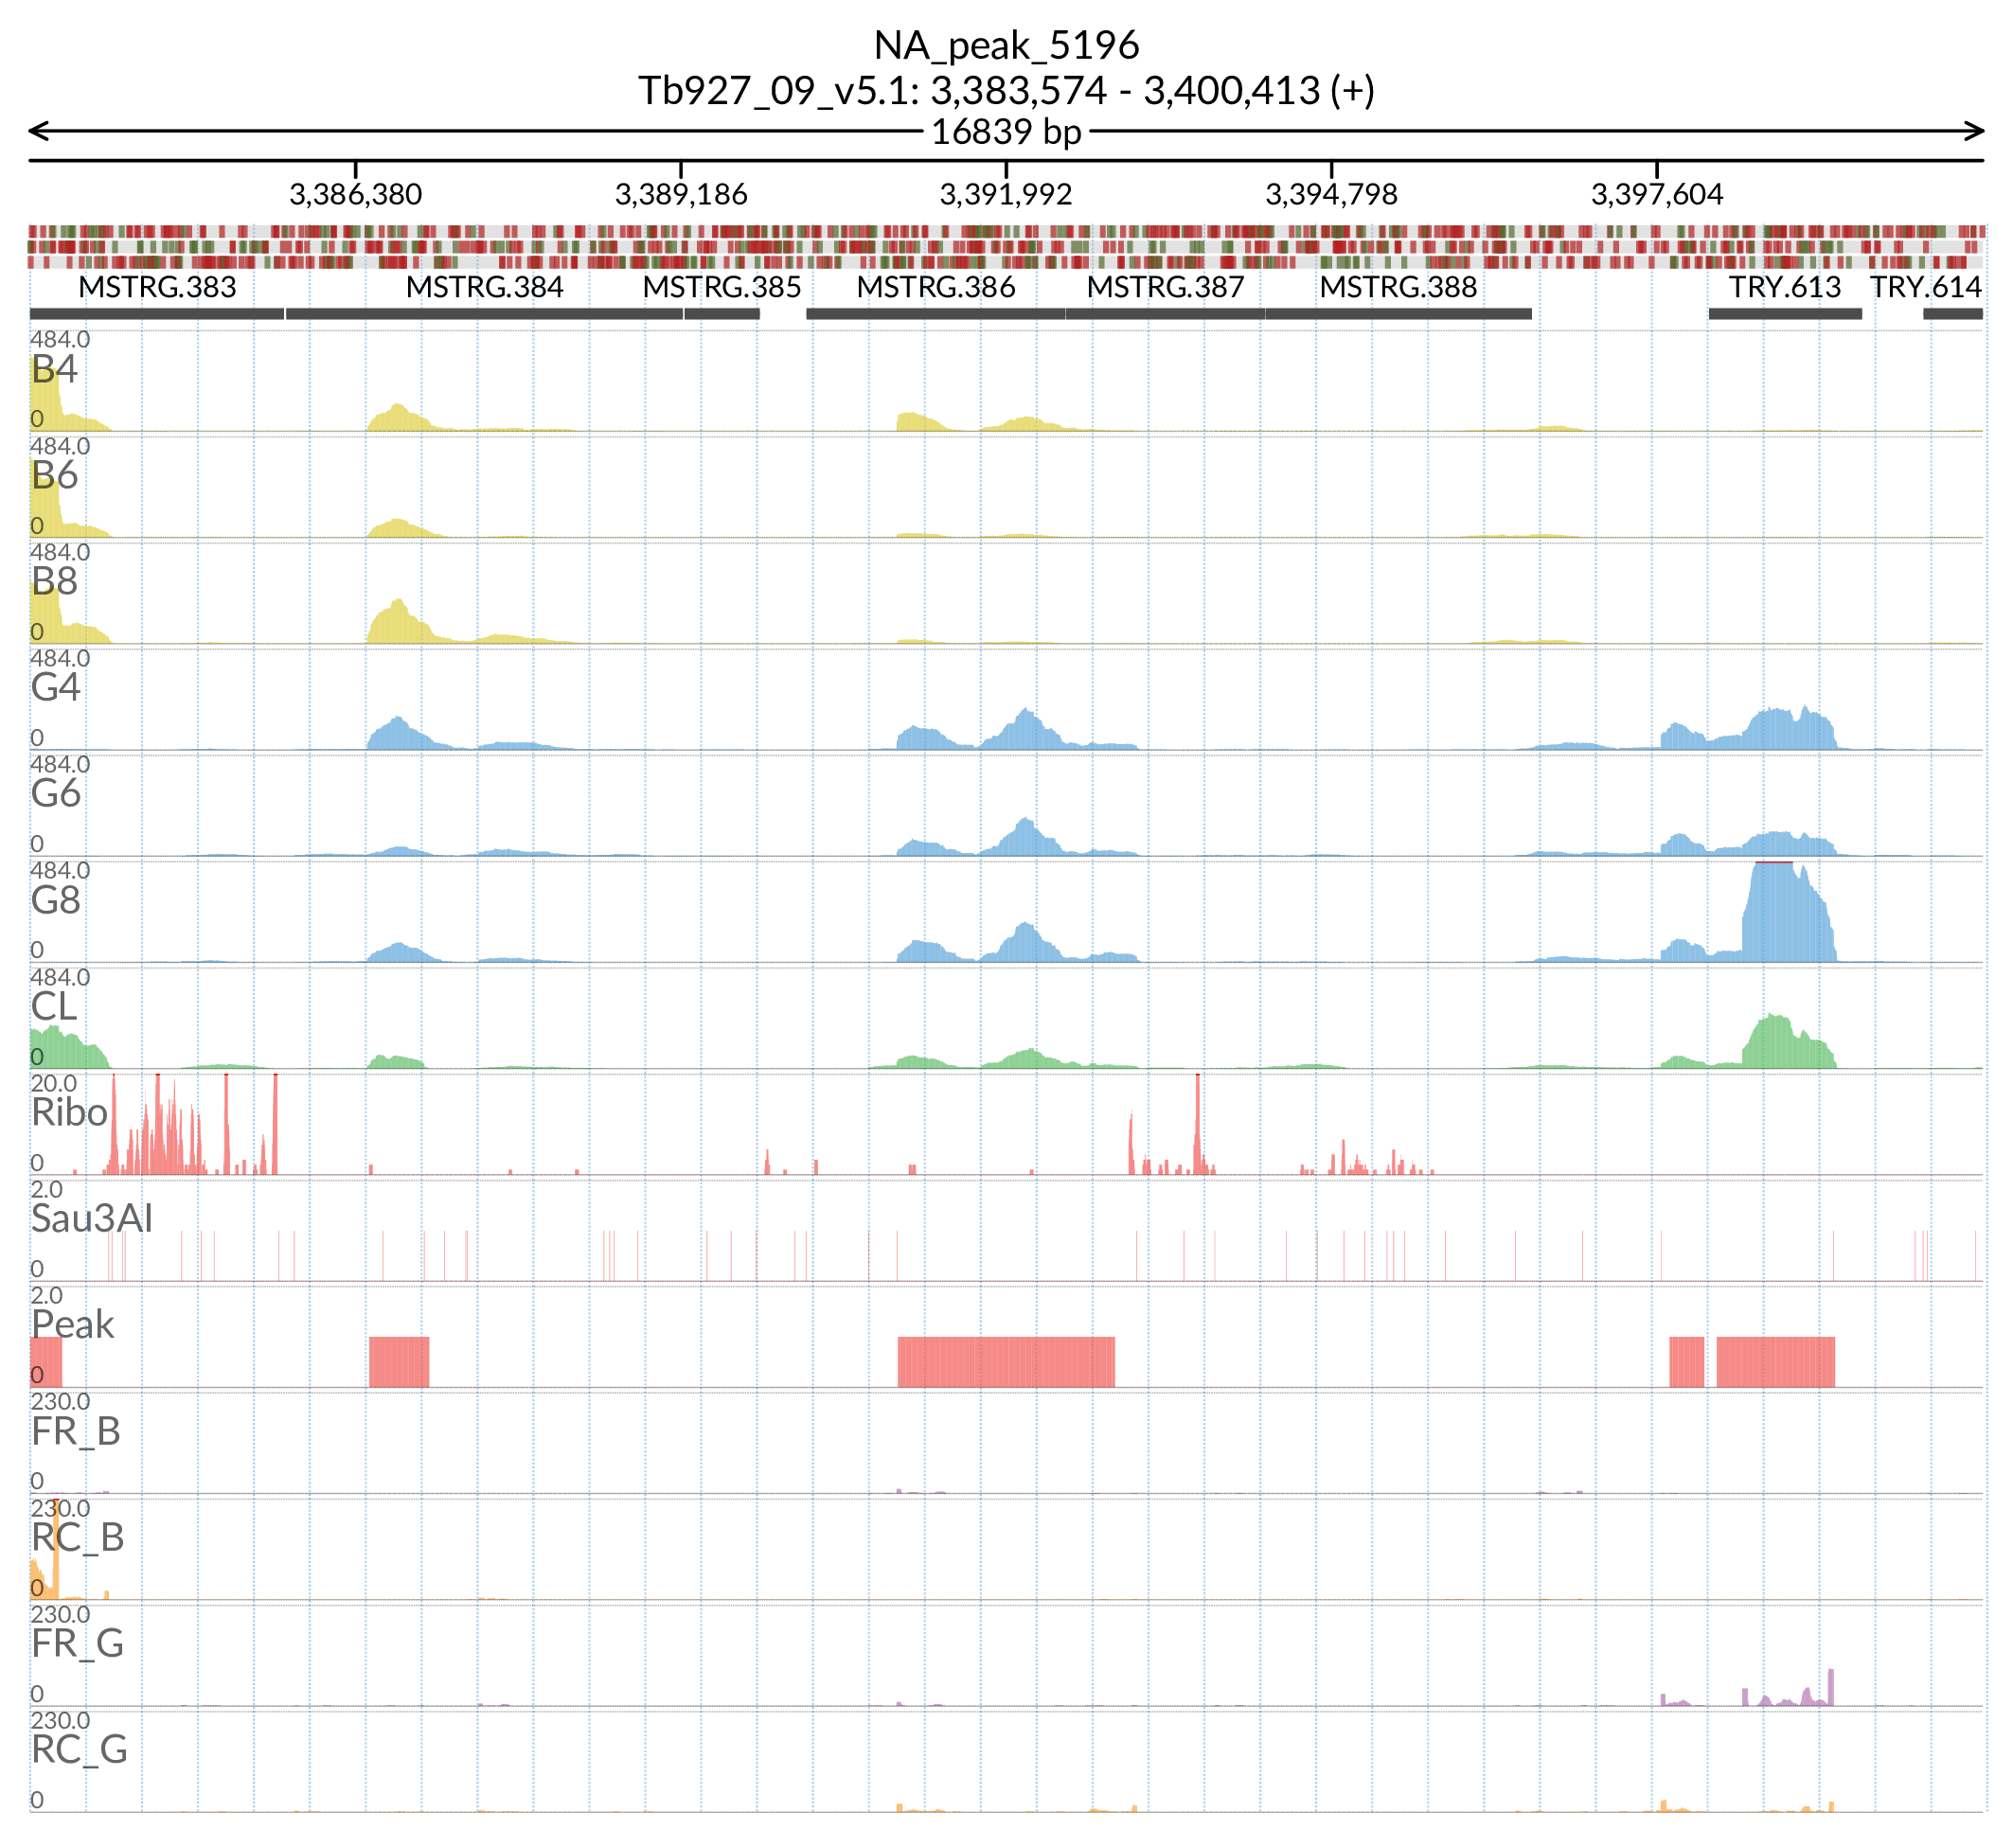 NA_peak_5196
Tb927_09_v5.1: 3,383,574 - 3,400,413 (+)
16839 bp
3,386,380 3,389,186 3,391,992 3,394,798 3,397,604
MSTRG.383 MSTRG.384 MSTRG.385 MSTRG.386 MSTRG.387 MSTRG.388 TRY.613 TRY.614
484.0
B4
0
484.0
B6
0
484.0
B8
0
484.0
G4
0
484.0
G6
0
484.0
G8
0
484.0
CL
0
20.0
Ribo
0
2.0
Sau3AI
0
2.0
Peak
0
230.0
FR_B
0
230.0
RC_B
0
230.0
FR_G
0
230.0
RC_G
0